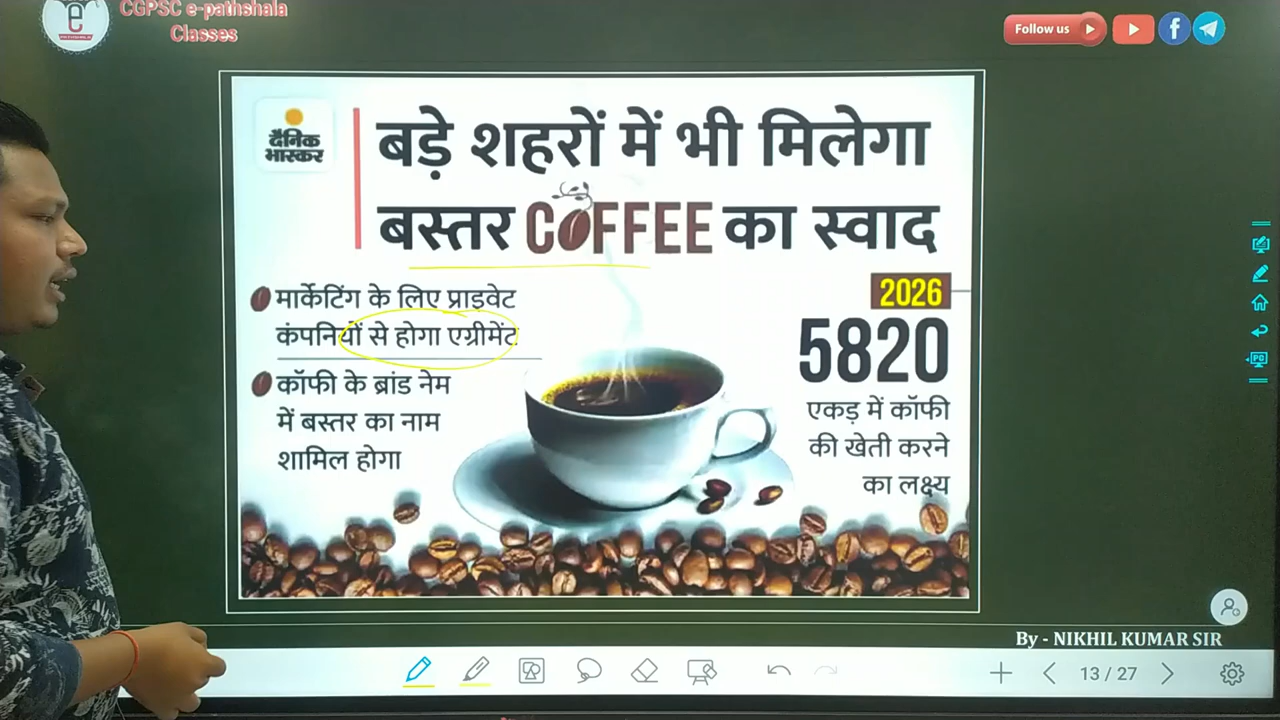 CGPSC e-pathshala
Classes
Follow us
दैनिक
भास्कर
बड़े शहरों में भी मिलेगा
बस्तर COFFEE का स्वाद
मार्केटिंग के लिए प्राइवेट
कंपनियों से होगा एग्रीमेंट
कॉफी के ब्रांड नेम
में बस्तर का नाम
शामिल होगा
2026
5820
एकड़ में कॉफी
की खेती करने
का लक्ष्य
By - NIKHIL KUMAR SIR
13 / 27